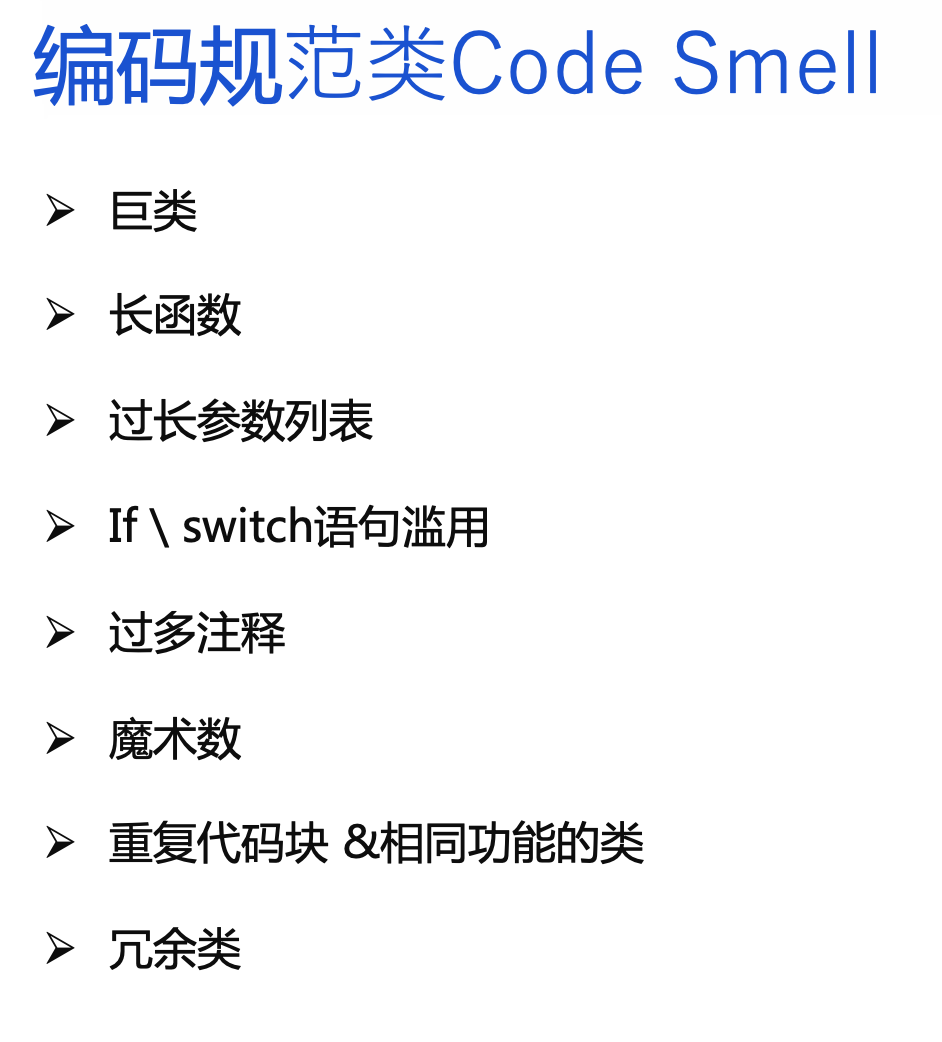 编码规范类Code Smell
巨类
长函数
过长参数列表
If \ switch语句滥用
过多注释
魔术数
重复代码块 &相同功能的类
冗余类